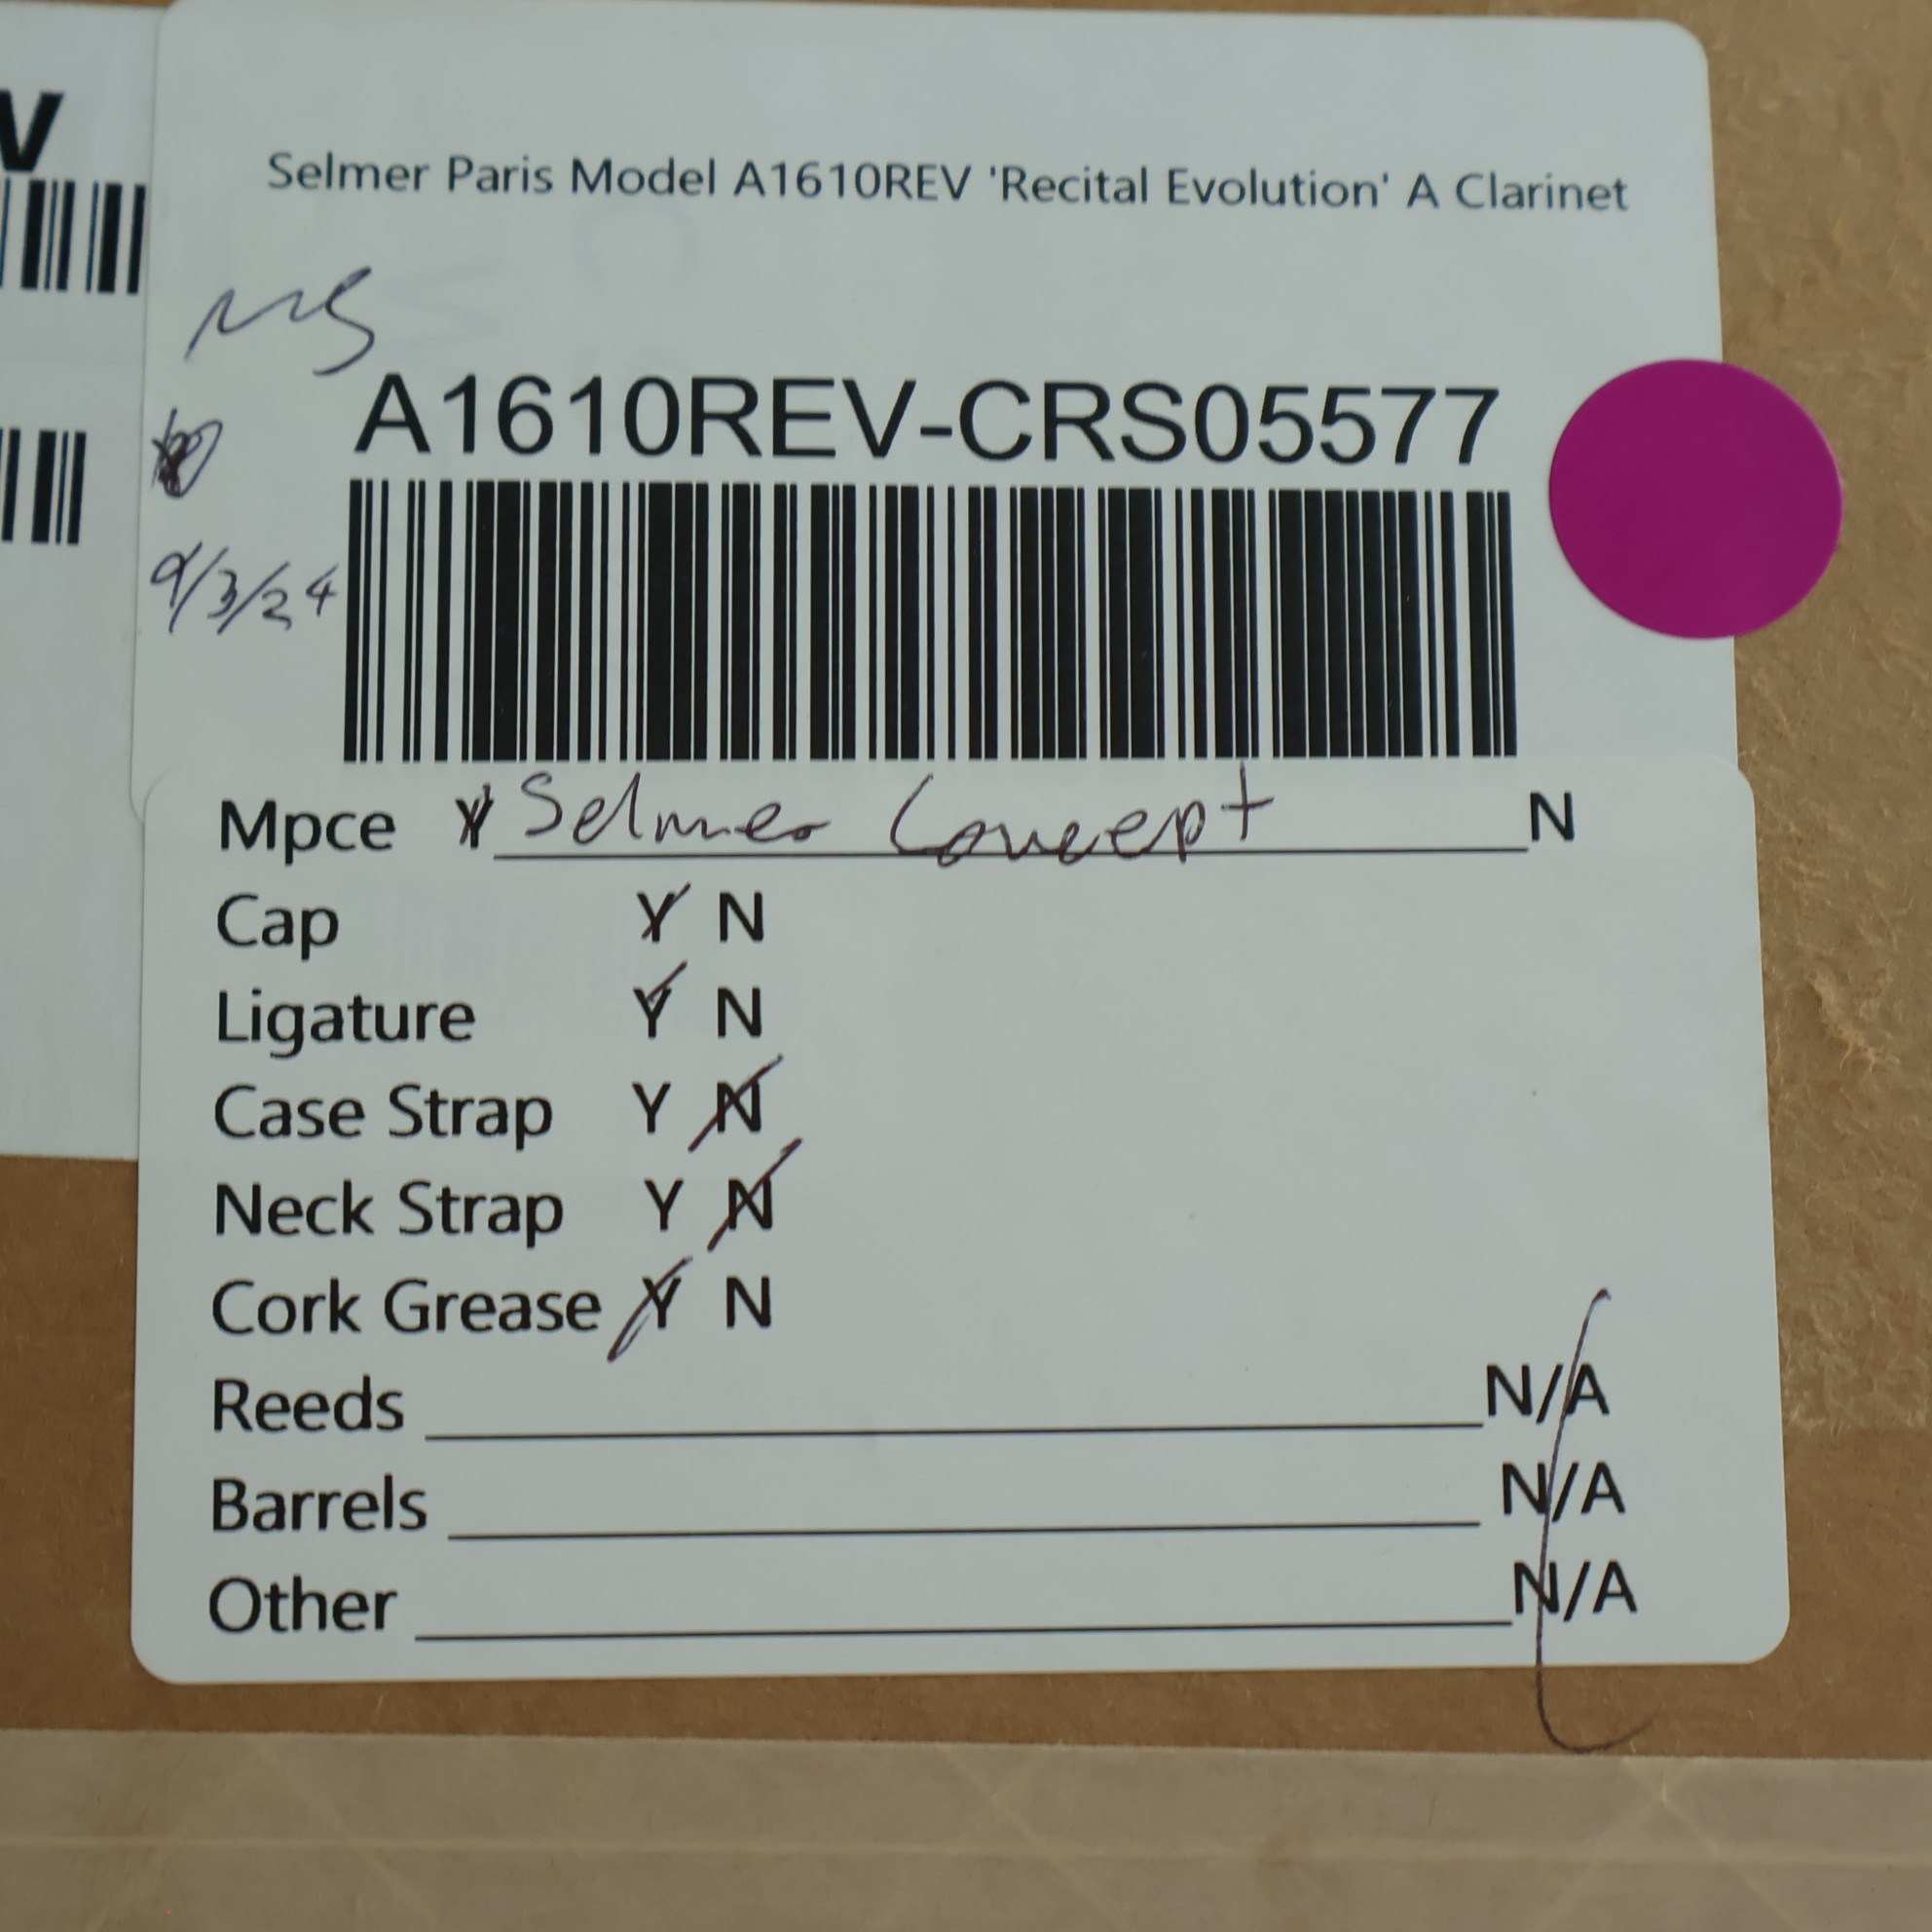 V
Selmer Paris Model A1610REV 'Recital Evolution' A Clarinet
A1610REV-CRS05577
9/3/24
Mpce Y Selmer Concept N
Cap Y N
Ligature Y N
Case Strap Y N
Neck Strap Y N
Cork Grease Y N
Reeds N/A
Barrels N/A
Other N/A